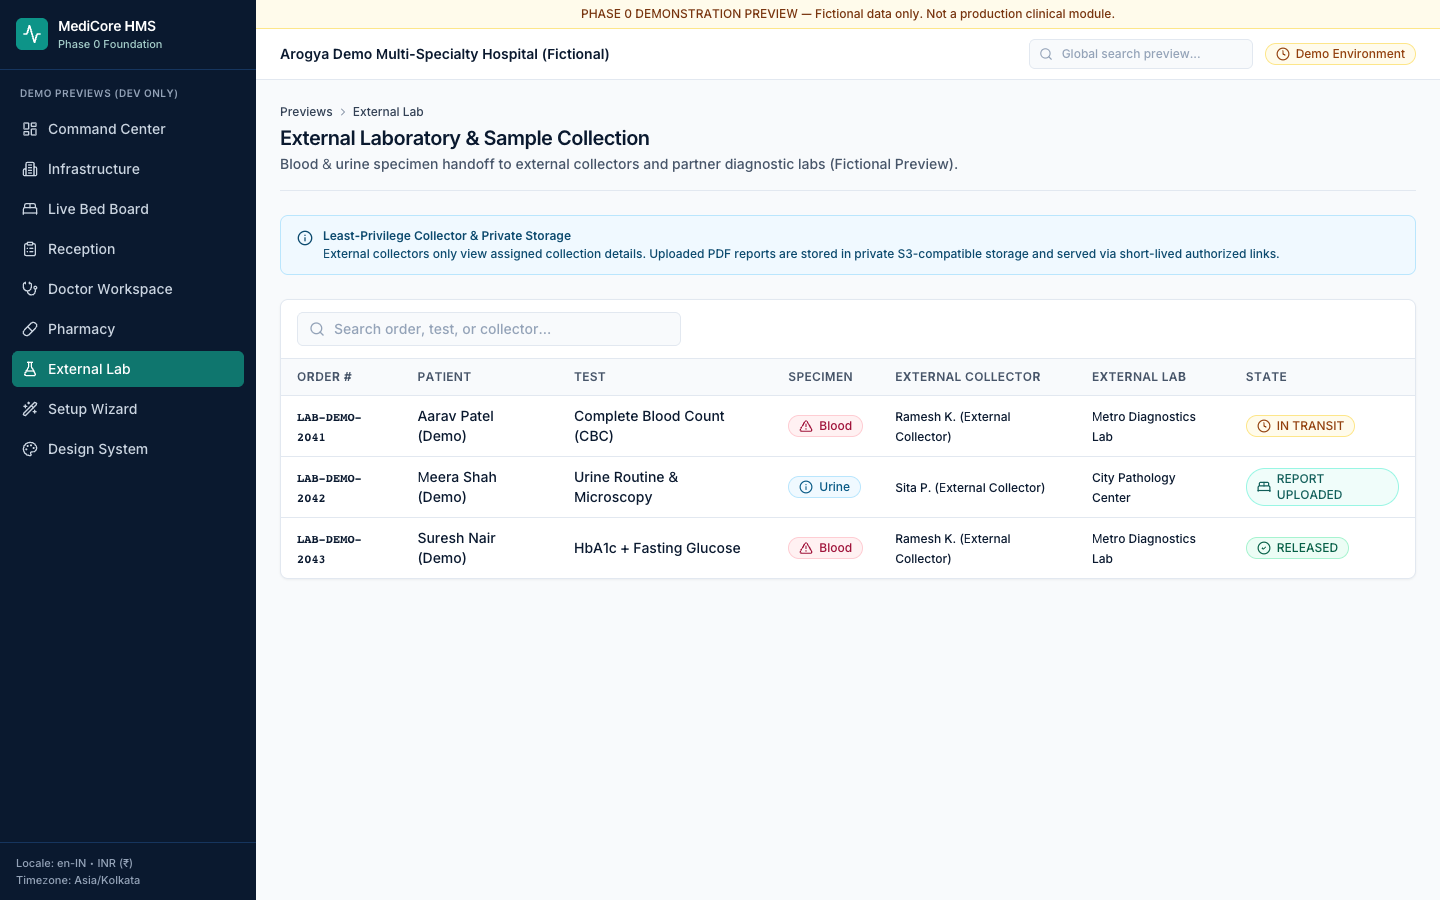 MediCore HMS
Phase 0 Foundation
DEMO PREVIEWS (DEV ONLY)
Command Center
Infrastructure
Live Bed Board
Reception
Doctor Workspace
Pharmacy
External Lab
Setup Wizard
Design System
Locale: en-IN • INR (₹)
Timezone: Asia/Kolkata
PHASE 0 DEMONSTRATION PREVIEW — Fictional data only. Not a production clinical module.
Arogya Demo Multi-Specialty Hospital (Fictional)
Global search preview...
Demo Environment
Previews > External Lab
External Laboratory & Sample Collection
Blood & urine specimen handoff to external collectors and partner diagnostic labs (Fictional Preview).
Least-Privilege Collector & Private Storage
External collectors only view assigned collection details. Uploaded PDF reports are stored in private S3-compatible storage and served via short-lived authorized links.
Search order, test, or collector...
ORDER # PATIENT TEST SPECIMEN EXTERNAL COLLECTOR EXTERNAL LAB STATE
LAB-DEMO- Aarav Patel Complete Blood Count Blood Ramesh K. (External Metro Diagnostics IN TRANSIT
2041 (Demo) (CBC) Collector) Lab
LAB-DEMO- Meera Shah Urine Routine & Urine Sita P. (External Collector) City Pathology REPORT
2042 (Demo) Microscopy Center UPLOADED
LAB-DEMO- Suresh Nair HbA1c + Fasting Glucose Blood Ramesh K. (External Metro Diagnostics RELEASED
2043 (Demo) Collector) Lab